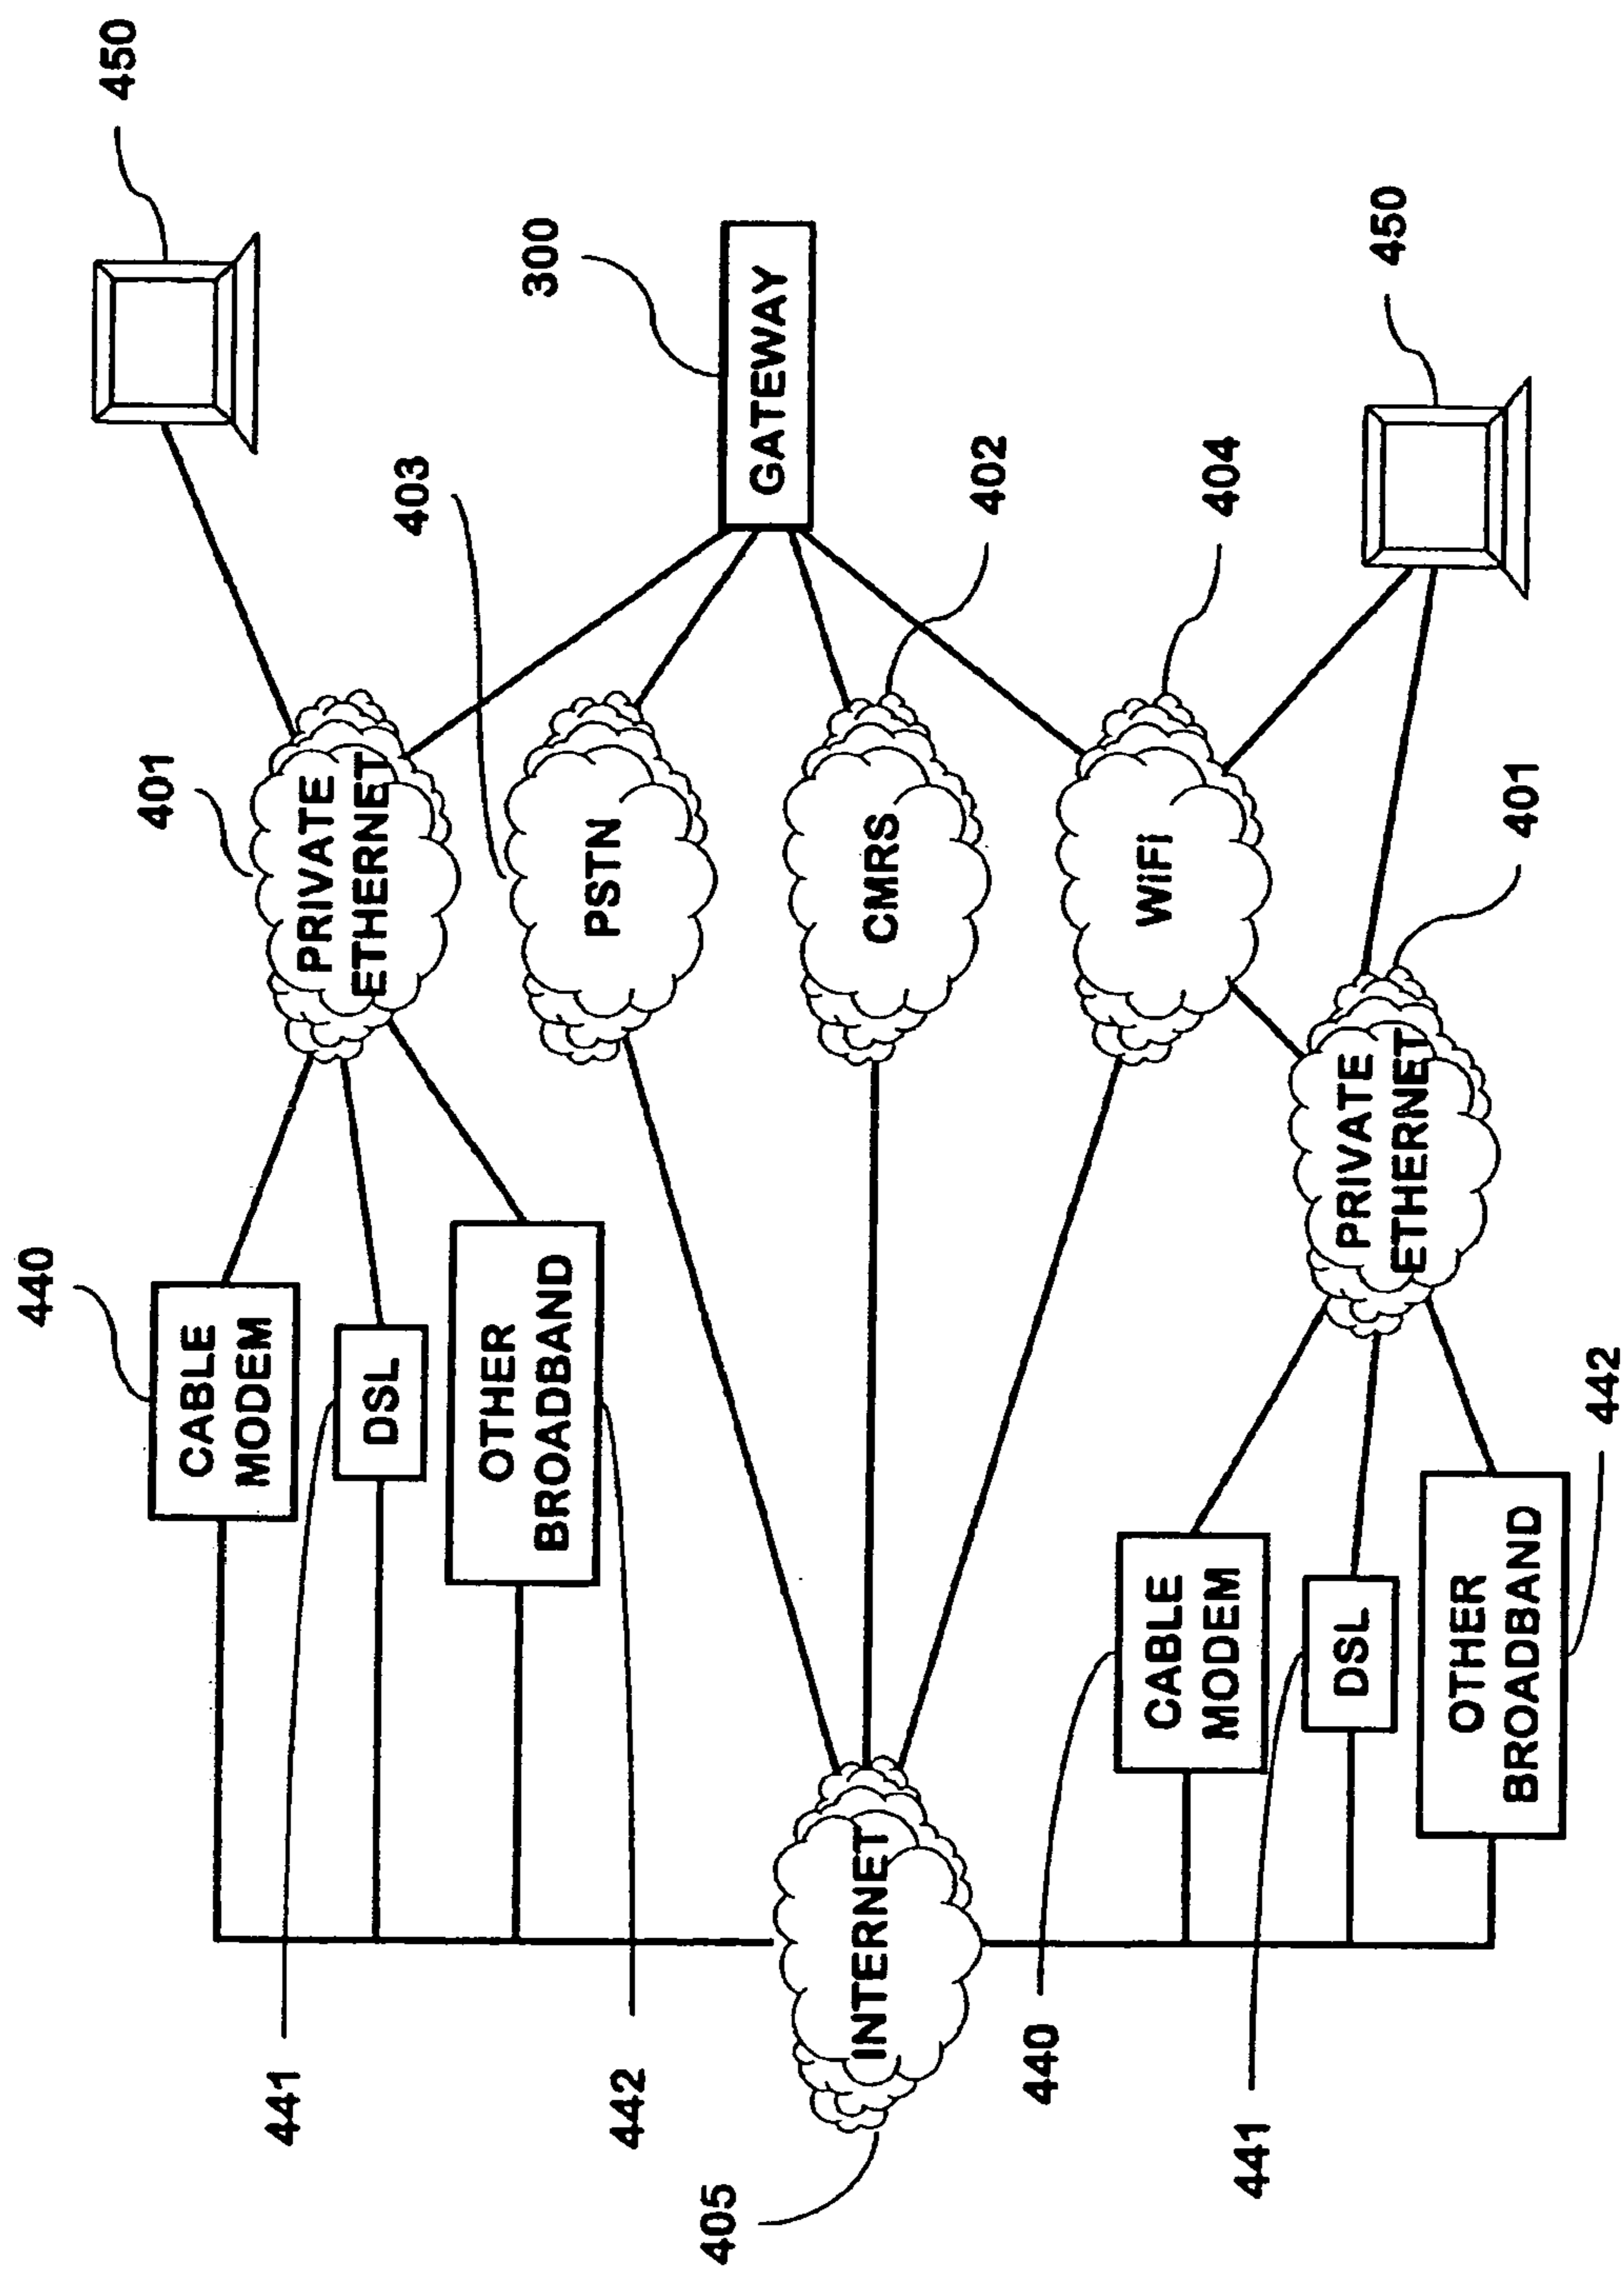 440
450
401
CABLE
MODEM
441
PRIVATE
ETHERNET
DSL
403
OTHER
BROADBAND
300
PSTN
442
405
GATEWAY
INTERNET
CMRS
402
440
WiFi
CABLE
MODEM
404
441
PRIVATE
ETHERNET
DSL
450
OTHER
BROADBAND
401
442